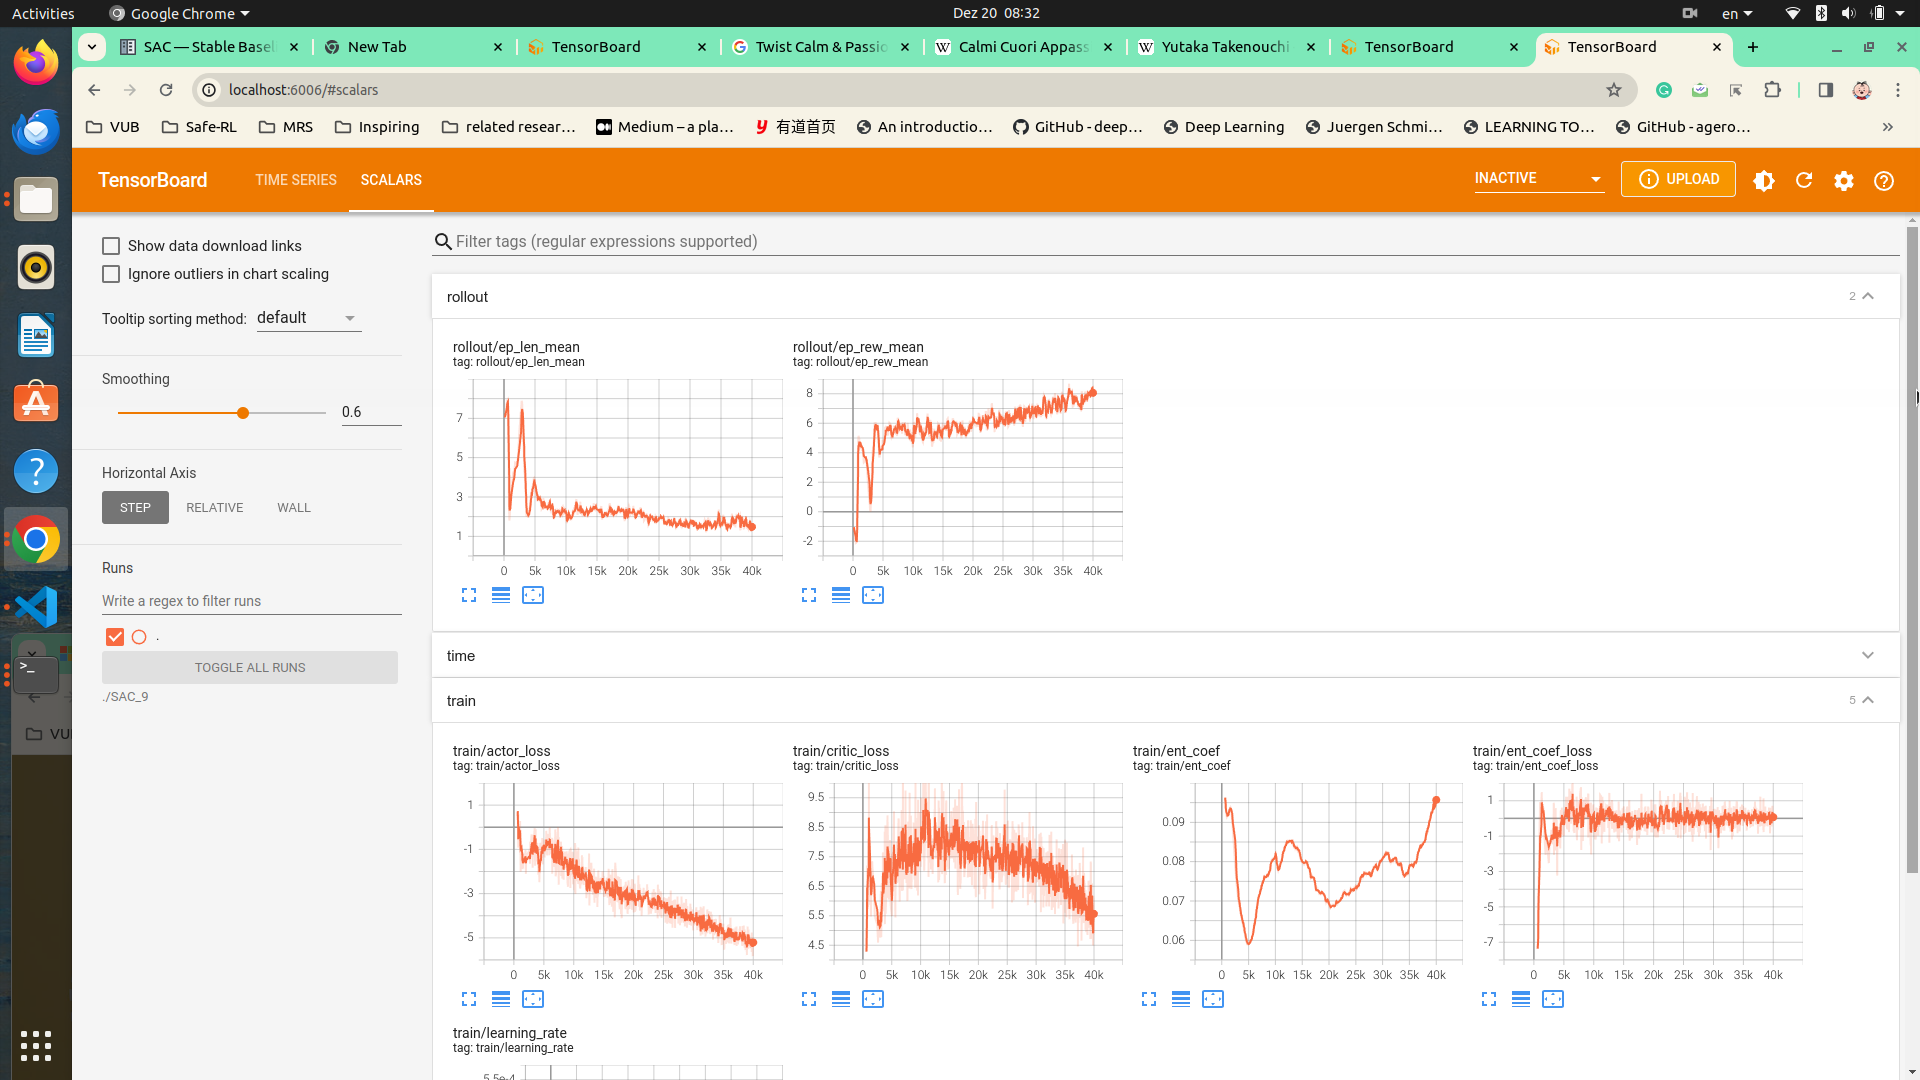 Activities
Google Chrome
Dez 20 08:32
en
SAC — Stable Basel
New Tab
TensorBoard
Twist Calm & Passio
Calmi Cuori Appass
Yutaka Takenouchi
TensorBoard
TensorBoard
localhost:6006/#scalars
VUB
Safe-RL
MRS
Inspiring
related resear...
Medium – a pla...
有道首页
An introductio...
GitHub - deep...
Deep Learning
Juergen Schmi...
LEARNING TO...
GitHub - agero...
TensorBoard
TIME SERIES
SCALARS
INACTIVE
UPLOAD
Show data download links
Ignore outliers in chart scaling
Tooltip sorting method: default
Smoothing
0.6
Horizontal Axis
STEP RELATIVE WALL
Runs
Write a regex to filter runs
.
TOGGLE ALL RUNS
./SAC_9
VU
Filter tags (regular expressions supported)
rollout
2
rollout/ep_len_mean
tag: rollout/ep_len_mean
7
5
3
1
0 5k 10k 15k 20k 25k 30k 35k 40k
rollout/ep_rew_mean
tag: rollout/ep_rew_mean
8
6
4
2
0
-2
0 5k 10k 15k 20k 25k 30k 35k 40k
time
train
5
train/actor_loss
tag: train/actor_loss
1
-1
-3
-5
0 5k 10k 15k 20k 25k 30k 35k 40k
train/critic_loss
tag: train/critic_loss
9.5
8.5
7.5
6.5
5.5
4.5
0 5k 10k 15k 20k 25k 30k 35k 40k
train/ent_coef
tag: train/ent_coef
0.09
0.08
0.07
0.06
0 5k 10k 15k 20k 25k 30k 35k 40k
train/ent_coef_loss
tag: train/ent_coef_loss
1
-1
-3
-5
-7
0 5k 10k 15k 20k 25k 30k 35k 40k
train/learning_rate
tag: train/learning_rate
5.5e-4